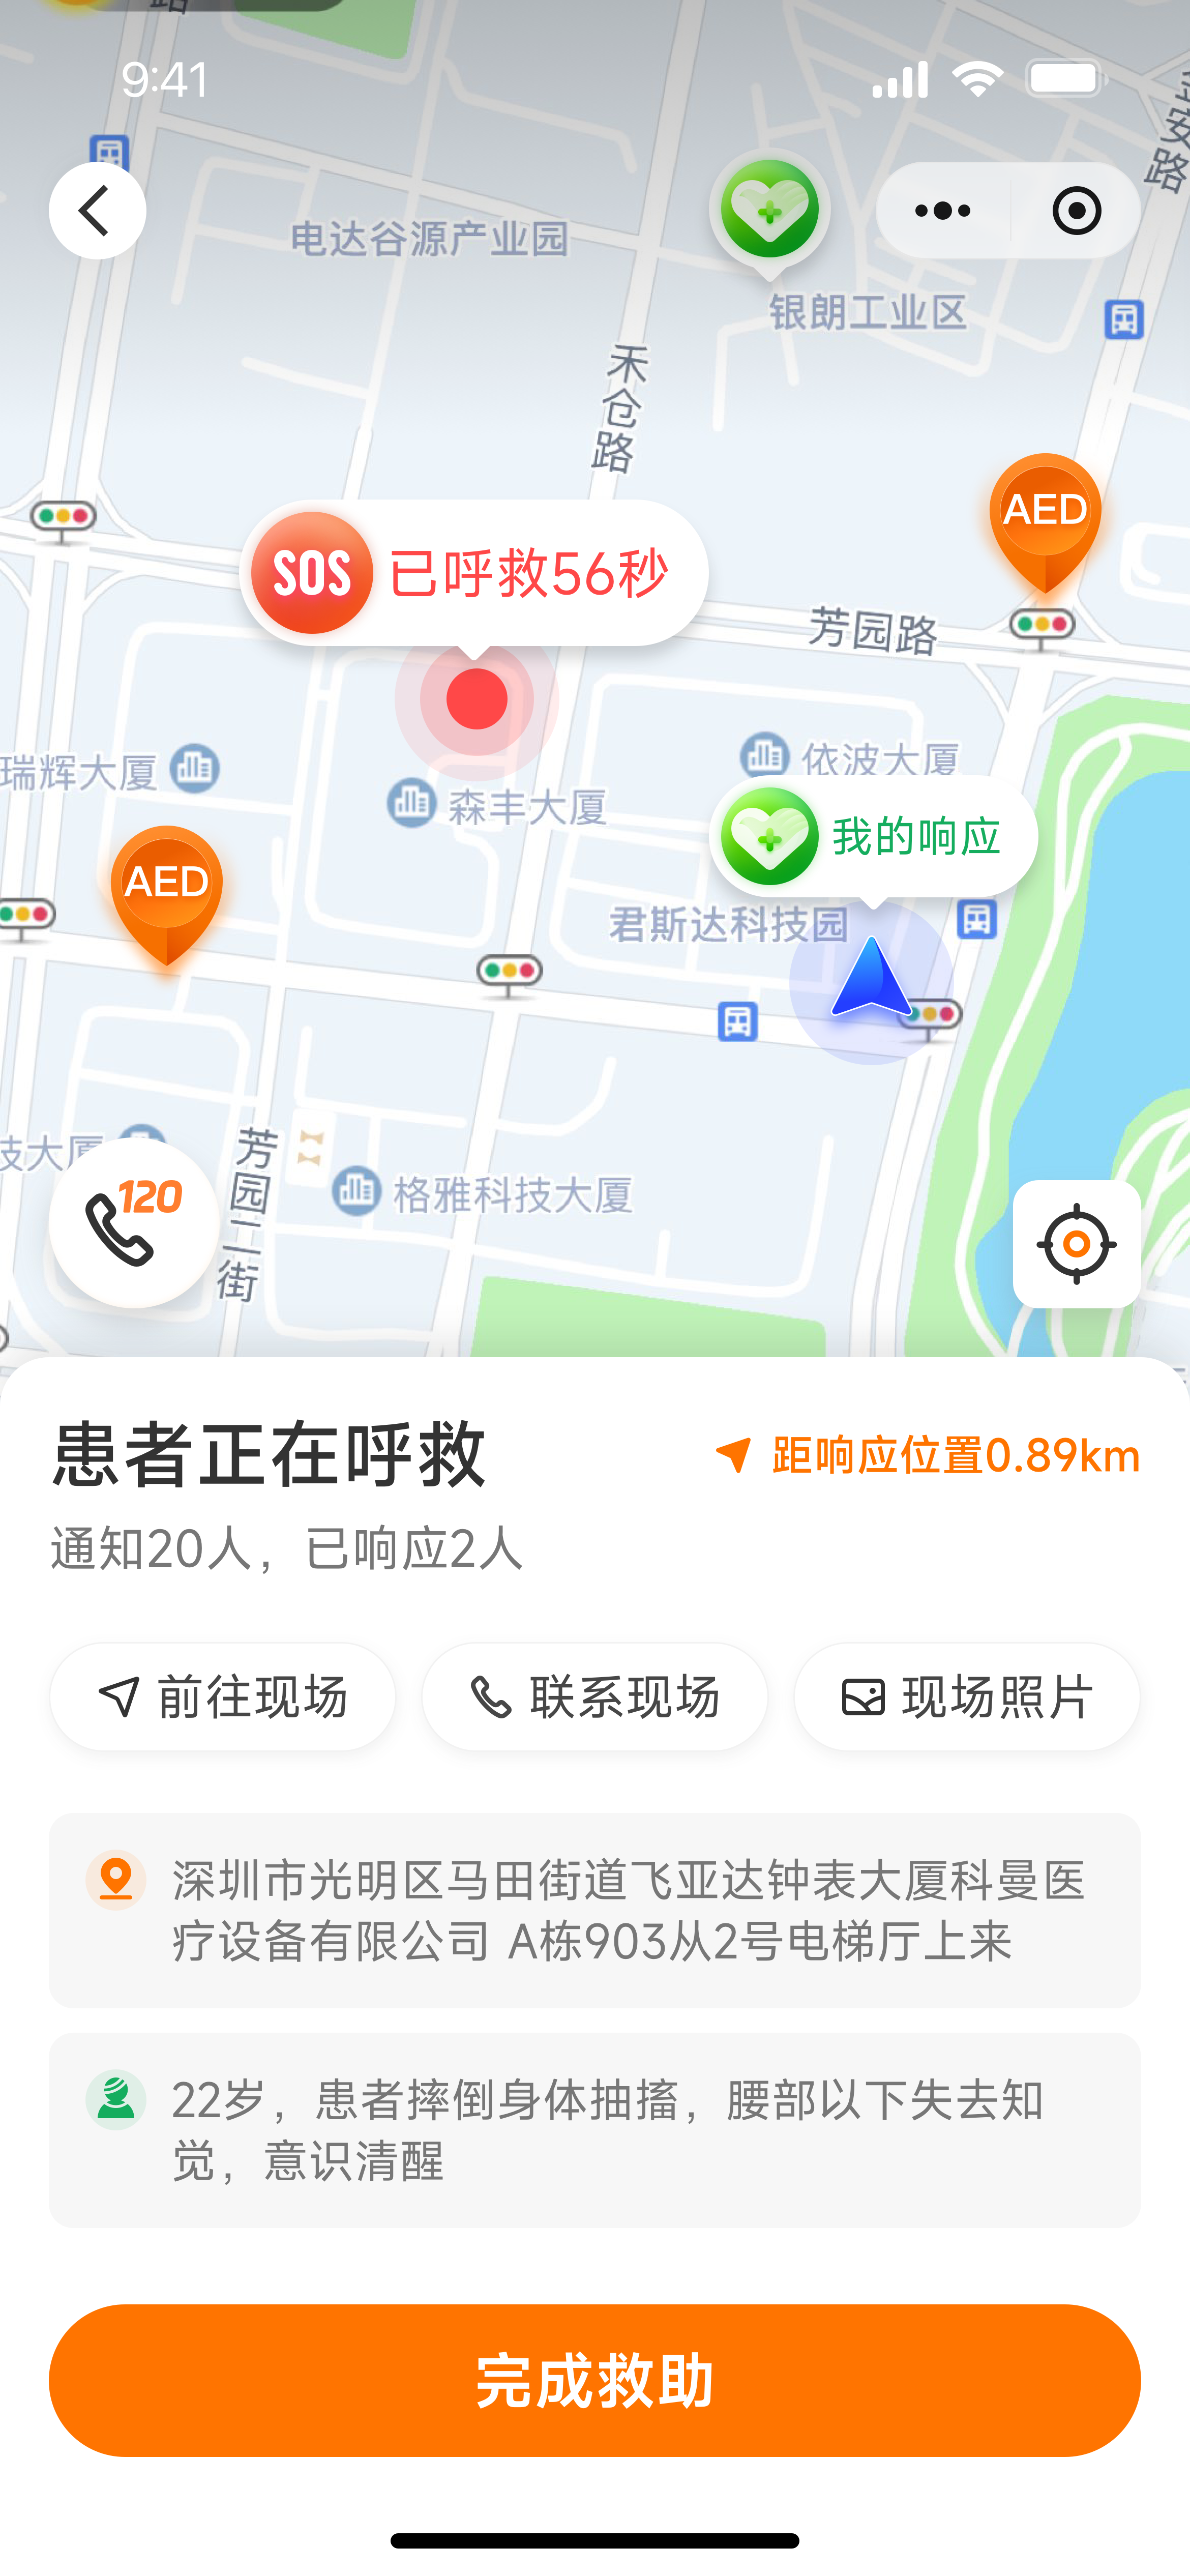 路
9:41
安路
电达谷源产业园
银朗工业区
禾仓路
AED
SOS 已呼救56秒
芳园路
瑞辉大厦
依波大厦
森丰大厦
我的响应
AED
君斯达科技园
技大厦
120
芳园二街
格雅科技大厦
患者正在呼救
距响应位置0.89km
通知20人，已响应2人
前往现场
联系现场
现场照片
深圳市光明区马田街道飞亚达钟表大厦科曼医
疗设备有限公司 A栋903从2号电梯厅上来
22岁，患者摔倒身体抽搐，腰部以下失去知
觉，意识清醒
完成救助